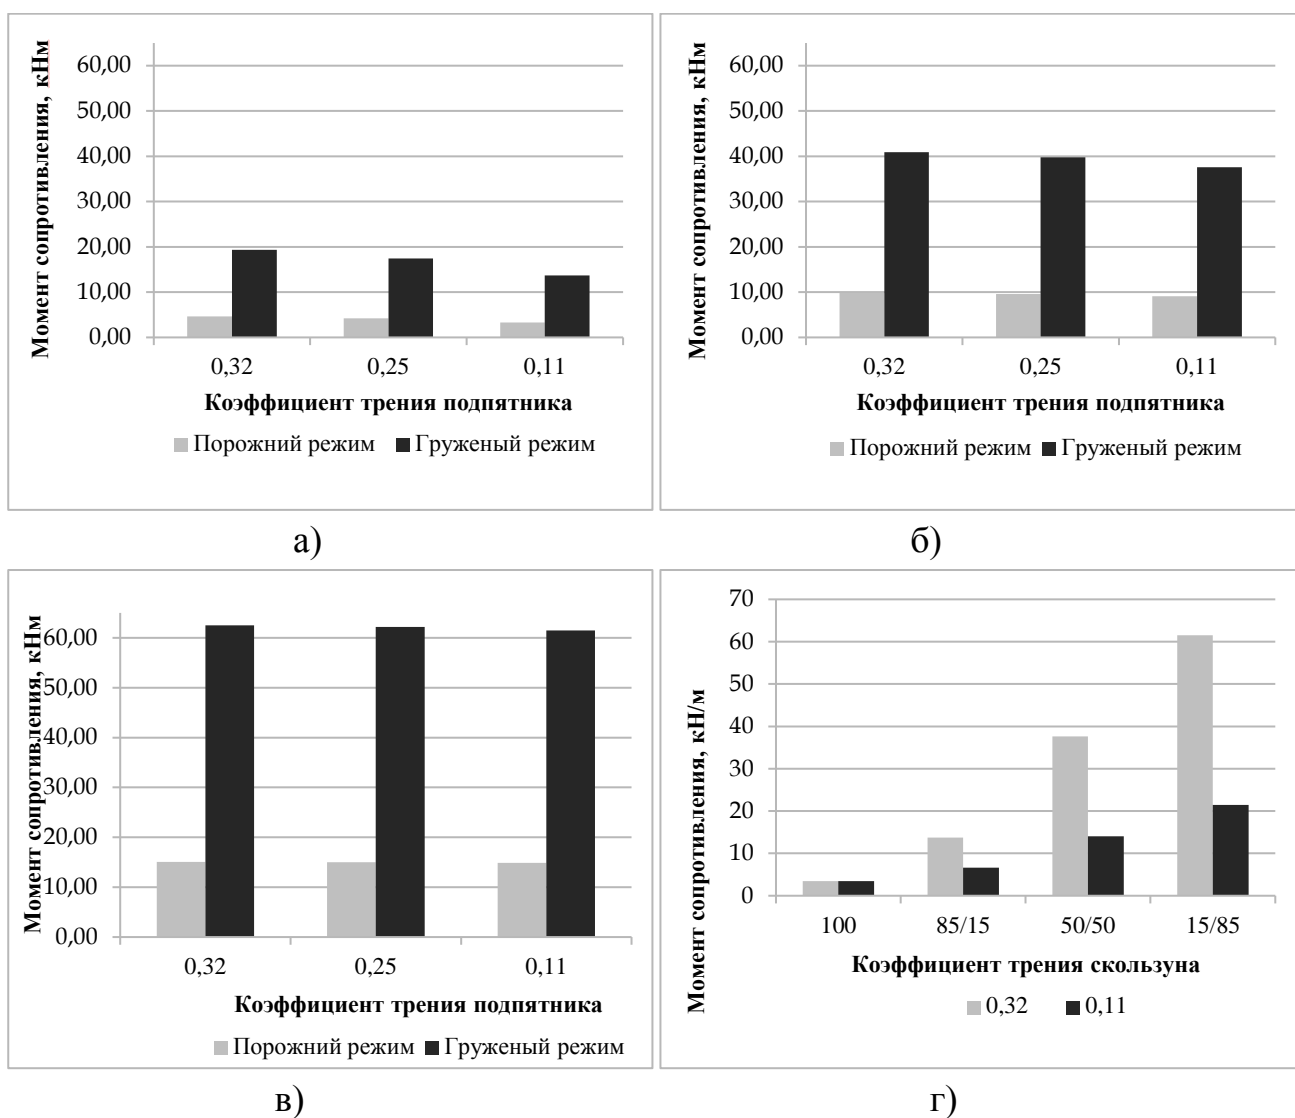 Момент сопротивления, кНм
60,00
50,00
40,00
30,00
20,00
10,00
0,00
0,32 0,25 0,11
Коэффициент трения подпятника
Порожний режим Груженый режим
а)
Момент сопротивления, кНм
60,00
50,00
40,00
30,00
20,00
10,00
0,00
0,32 0,25 0,11
Коэффициент трения подпятника
Порожний режим Груженый режим
б)
Момент сопротивления, кНм
60,00
50,00
40,00
30,00
20,00
10,00
0,00
0,32 0,25 0,11
Коэффициент трения подпятника
Порожний режим Груженый режим
в)
Момент сопротивления, кН/м
70
60
50
40
30
20
10
0
100 85/15 50/50 15/85
Коэффициент трения скользуна
0,32 0,11
г)